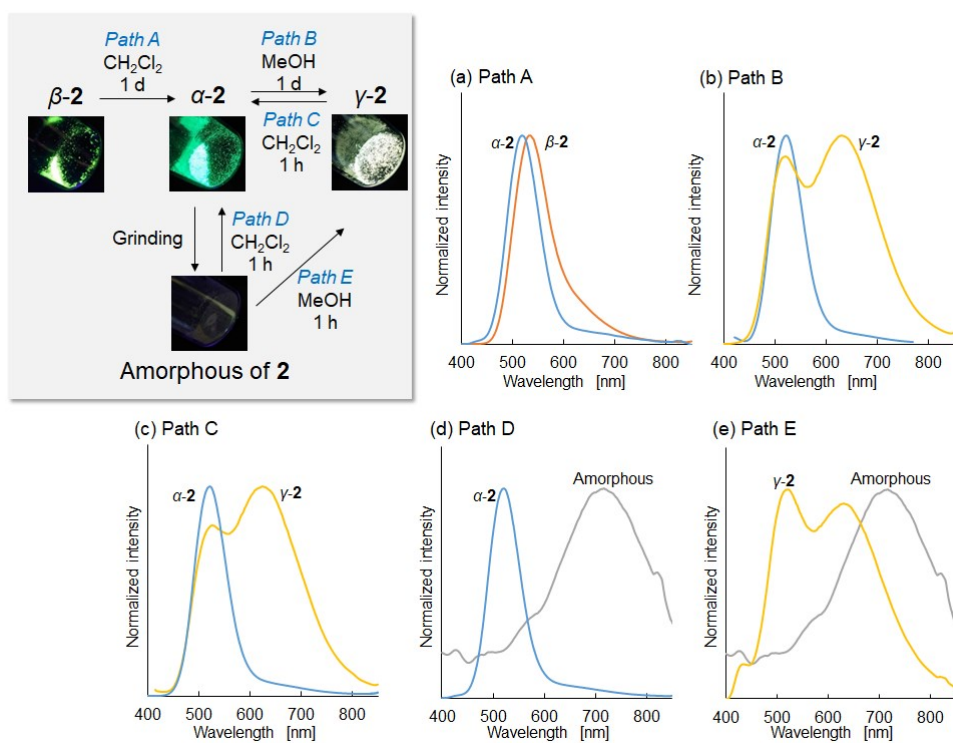 Path A
CH2Cl2
1 d
Path B
MeOH
1 d
β-2
α-2
γ-2
Path C
CH2Cl2
1 h
Grinding
Path D
CH2Cl2
1 h
Path E
MeOH
1 h
Amorphous of 2
(a) Path A
Normalized intensity
α-2
β-2
400 500 600 700 800
Wavelength [nm]
(b) Path B
Normalized intensity
α-2
γ-2
400 500 600 700 800
Wavelength [nm]
(c) Path C
Normalized intensity
α-2
γ-2
400 500 600 700 800
Wavelength [nm]
(d) Path D
Normalized intensity
α-2
Amorphous
400 500 600 700 800
Wavelength [nm]
(e) Path E
Normalized intensity
γ-2
Amorphous
400 500 600 700 800
Wavelength [nm]